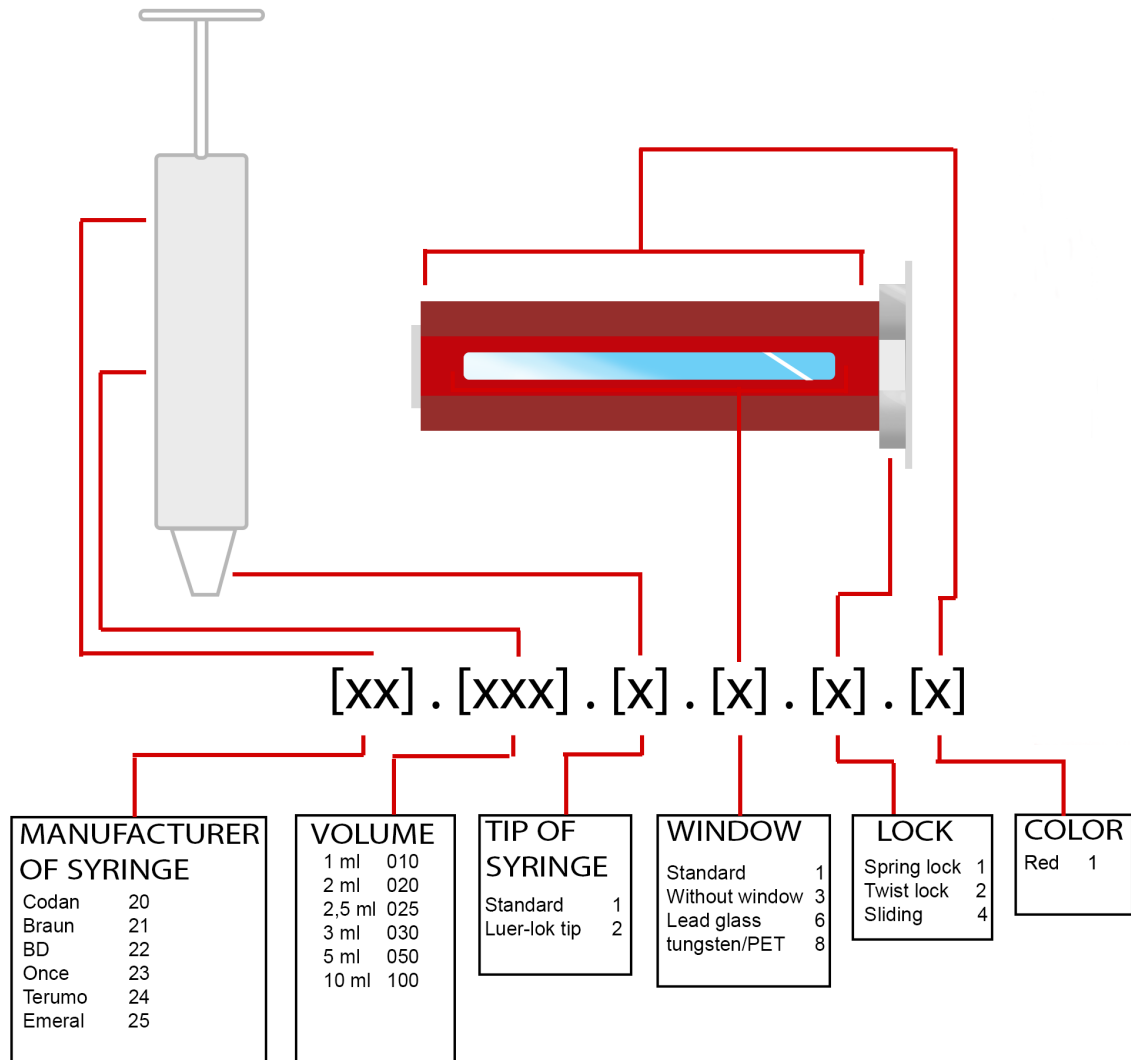 [xx] . [xxx] . [x] . [x] . [x] . [x]
MANUFACTURER
OF SYRINGE
Codan 20
Braun 21
BD 22
Once 23
Terumo 24
Emeral 25
VOLUME
1 ml 010
2 ml 020
2,5 ml 025
3 ml 030
5 ml 050
10 ml 100
TIP OF
SYRINGE
Standard 1
Luer-lok tip 2
WINDOW
Standard 1
Without window 3
Lead glass 6
tungsten/PET 8
LOCK
Spring lock 1
Twist lock 2
Sliding 4
COLOR
Red 1